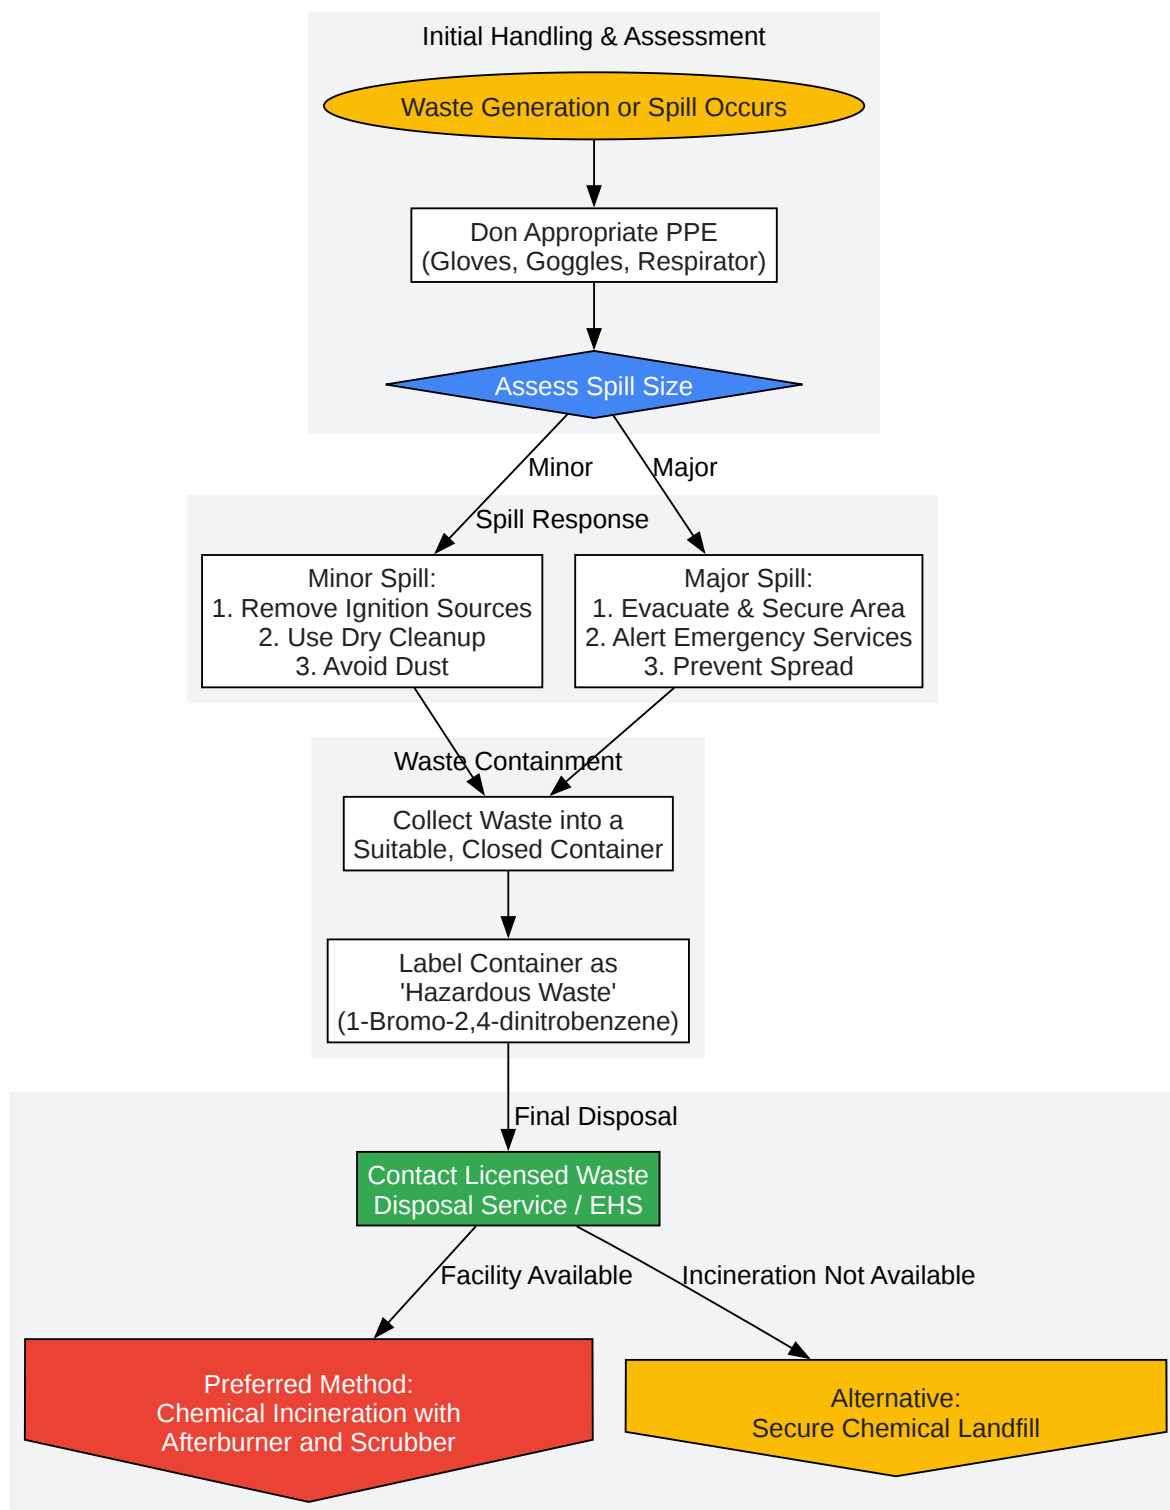 Initial Handling & Assessment
Waste Generation or Spill Occurs
Don Appropriate PPE
(Gloves, Goggles, Respirator)
Assess Spill Size
Minor
Major
Spill Response
Minor Spill:
1. Remove Ignition Sources
2. Use Dry Cleanup
3. Avoid Dust
Major Spill:
1. Evacuate & Secure Area
2. Alert Emergency Services
3. Prevent Spread
Waste Containment
Collect Waste into a
Suitable, Closed Container
Label Container as
'Hazardous Waste'
(1-Bromo-2,4-dinitrobenzene)
Final Disposal
Contact Licensed Waste
Disposal Service / EHS
Facility Available
Incineration Not Available
Preferred Method:
Chemical Incineration with
Afterburner and Scrubber
Alternative:
Secure Chemical Landfill